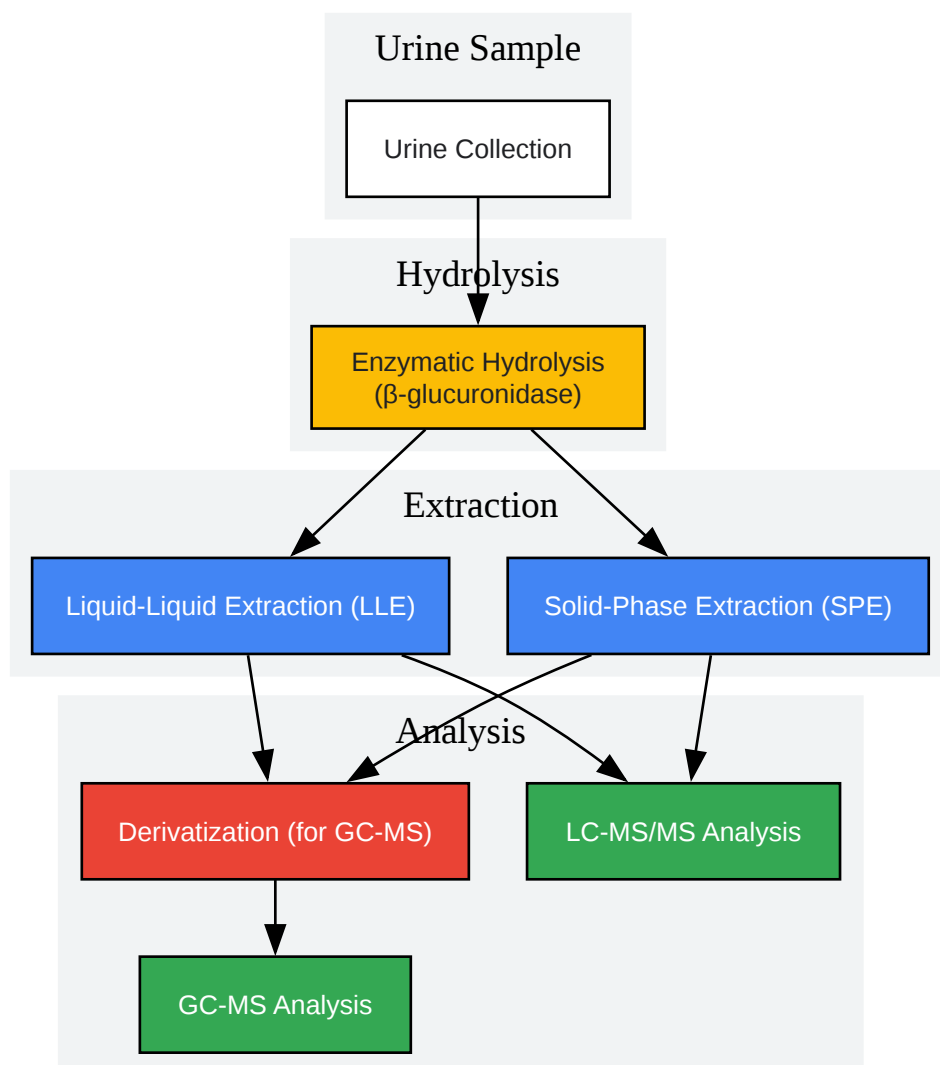 Urine Sample
Urine Collection
Hydrolysis
Enzymatic Hydrolysis
(β-glucuronidase)
Extraction
Liquid-Liquid Extraction (LLE)
Solid-Phase Extraction (SPE)
Analysis
Derivatization (for GC-MS)
LC-MS/MS Analysis
GC-MS Analysis